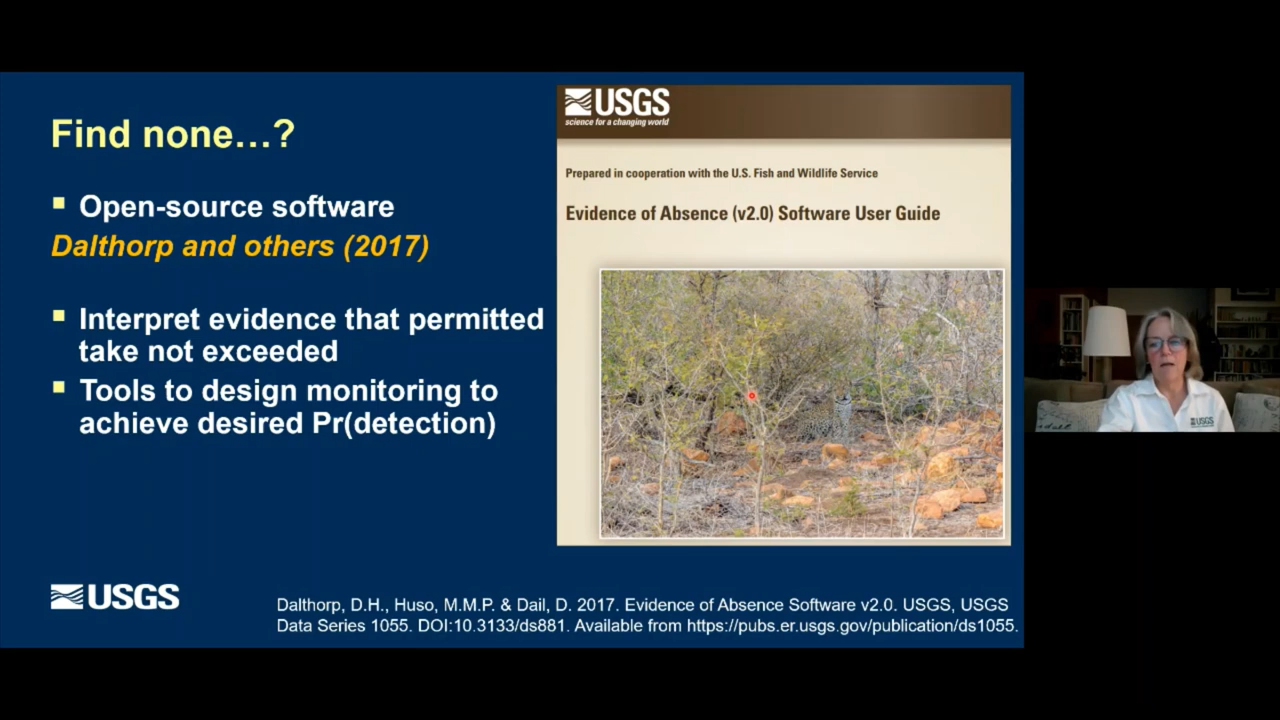 Find none…?
Open-source software
Dalthorp and others (2017)
Interpret evidence that permitted
take not exceeded
Tools to design monitoring to
achieve desired Pr(detection)
USGS
science for a changing world
Prepared in cooperation with the U.S. Fish and Wildlife Service
Evidence of Absence (v2.0) Software User Guide
USGS
Dalthorp, D.H., Huso, M.M.P. & Dail, D. 2017. Evidence of Absence Software v2.0. USGS, USGS
Data Series 1055. DOI:10.3133/ds881. Available from https://pubs.er.usgs.gov/publication/ds1055.
USGS